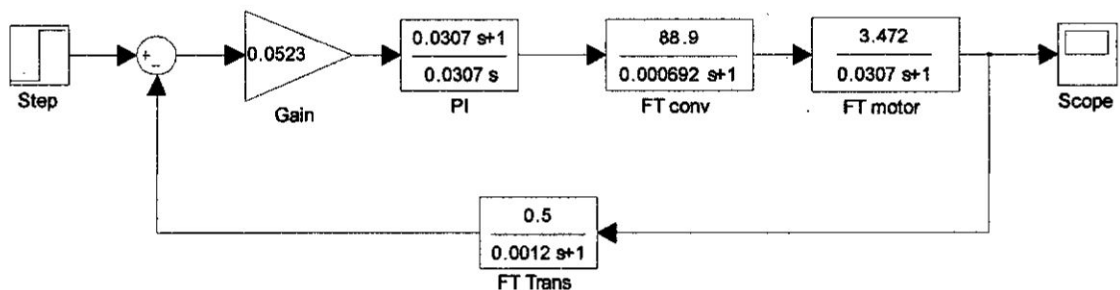 Step
+
-
0.0523
Gain
0.0307 s+1
0.0307 s
PI
88.9
0.000692 s+1
FT conv
3.472
0.0307 s+1
FT motor
Scope
0.5
0.0012 s+1
FT Trans